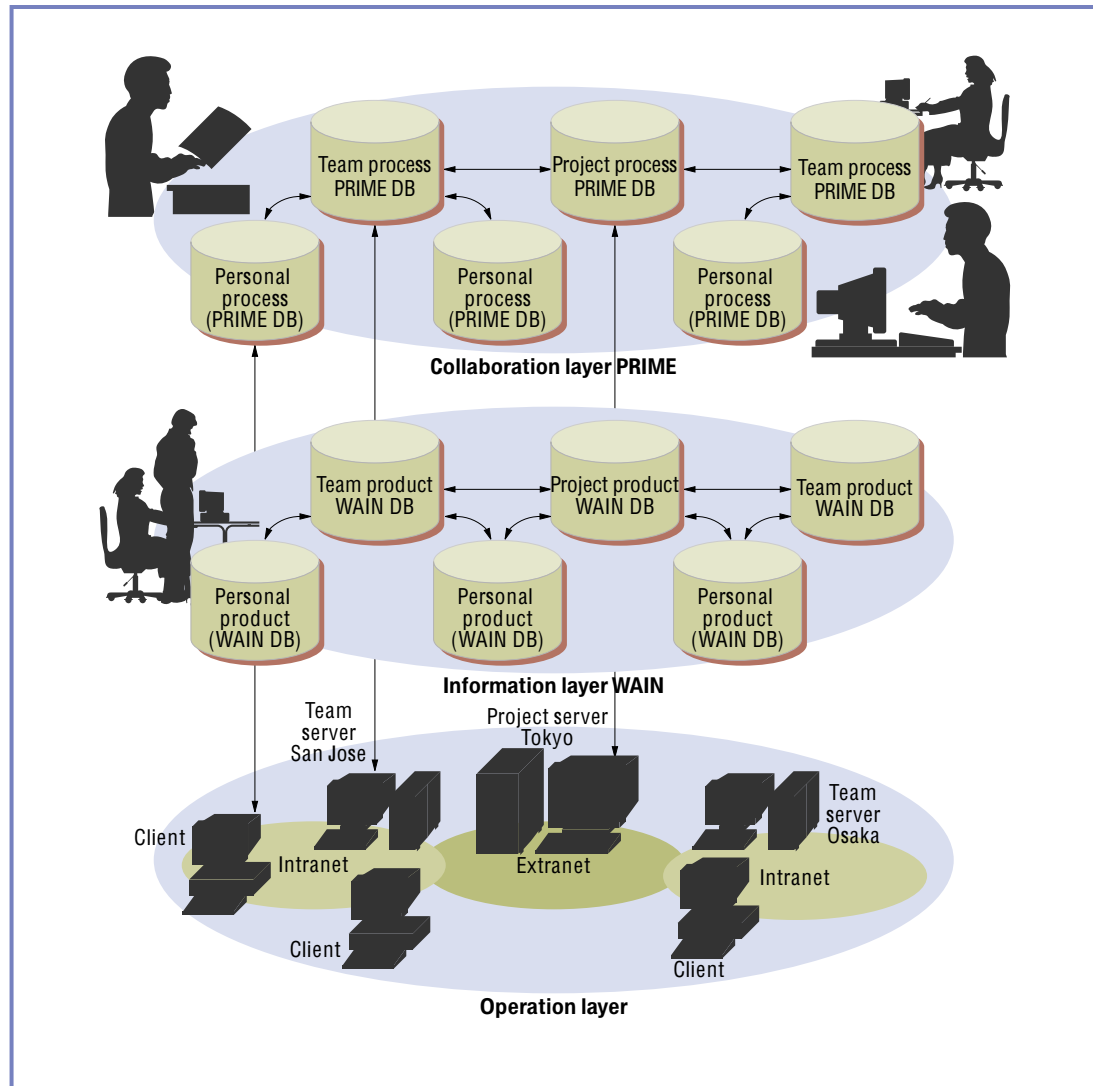 Team process
PRIME DB
Project process
PRIME DB
Team process
PRIME DB
Personal
process
(PRIME DB)
Personal
process
(PRIME DB)
Personal
process
(PRIME DB)
Collaboration layer PRIME
Team product
WAIN DB
Project product
WAIN DB
Team product
WAIN DB
Personal
product
(WAIN DB)
Personal
product
(WAIN DB)
Personal
product
(WAIN DB)
Information layer WAIN
Team
server
San Jose
Project server
Tokyo
Team
server
Osaka
Client
Intranet
Extranet
Intranet
Client
Client
Operation layer